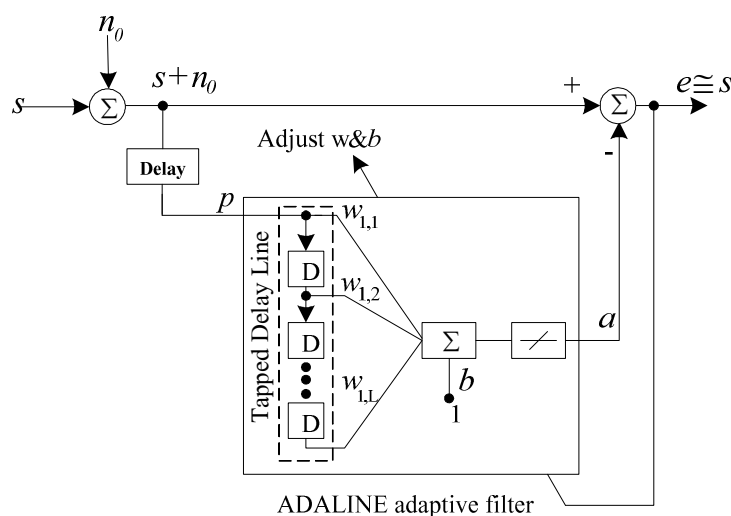 n₀
s
Σ
s+n₀
+
Σ
e≅s
Delay
Adjust w&b
-
p
w₁,₁
Tapped Delay Line
D
w₁,₂
D
w₁,L
D
Σ
b
1
a
ADALINE adaptive filter